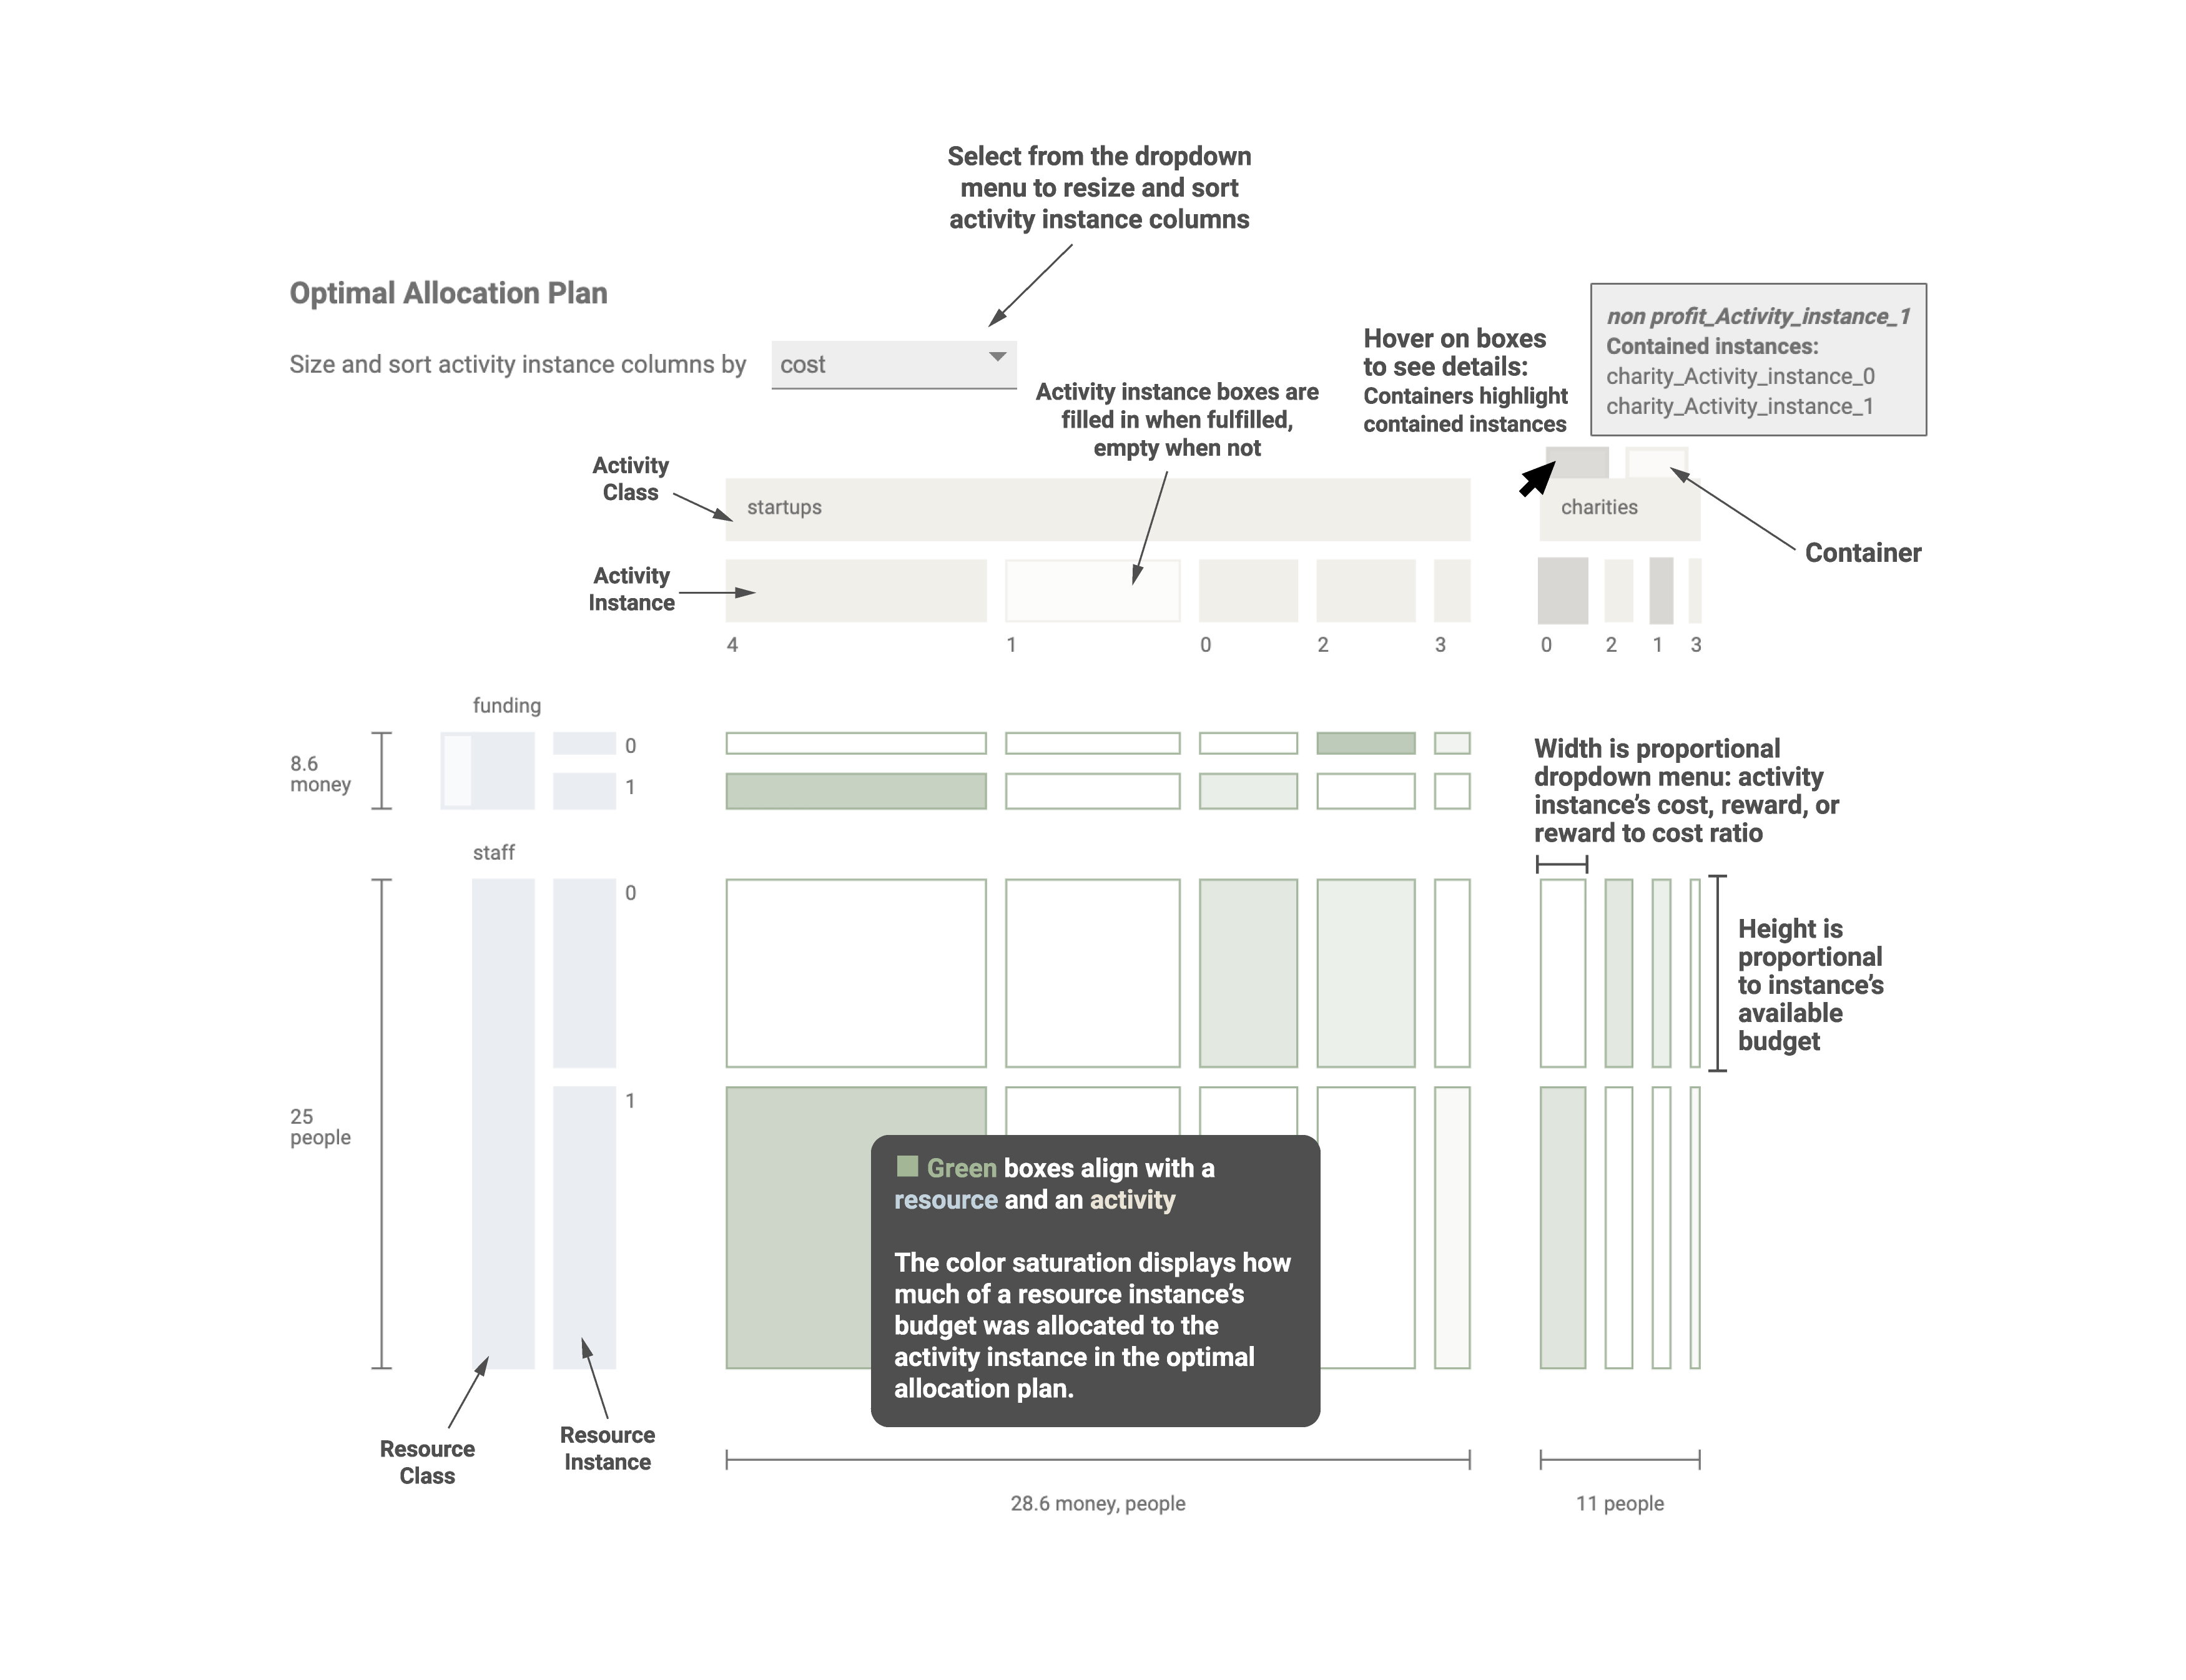 Select from the dropdown
menu to resize and sort
activity instance columns
Optimal Allocation Plan
Size and sort activity instance columns by
cost
Activity instance boxes are
filled in when fulfilled,
empty when not
Hover on boxes
to see details:
Containers highlight
contained instances
non profit_Activity_instance_1
Contained instances:
charity_Activity_instance_0
charity_Activity_instance_1
Activity
Class
startups
charities
Container
Activity
Instance
4
1
0
2
3
0
2
1
3
funding
8.6
money
0
1
Width is proportional
dropdown menu: activity
instance's cost, reward, or
reward to cost ratio
staff
0
Height is
proportional
to instance's
available
budget
25
people
1
Green boxes align with a
resource and an activity
The color saturation displays how
much of a resource instance's
budget was allocated to the
activity instance in the optimal
allocation plan.
Resource
Class
Resource
Instance
28.6 money, people
11 people